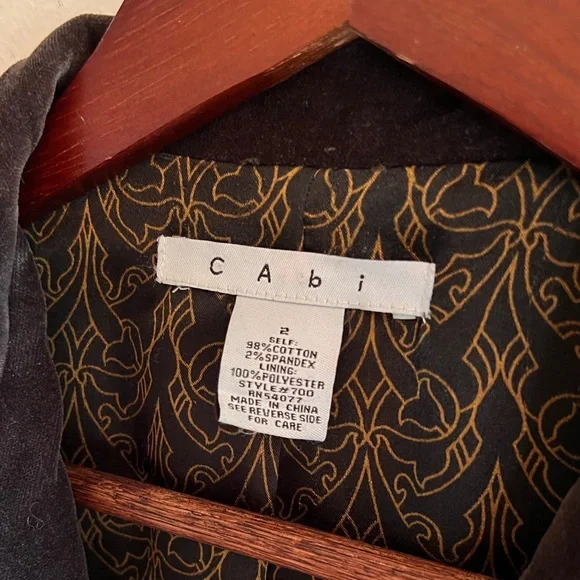 CAbi
2
SELF:
98%COTTON
2%SPANDEX
LINING:
100%POLYESTER
STYLE#700
RN54077
MADE IN CHINA
SEE REVERSE SIDE
FOR CARE